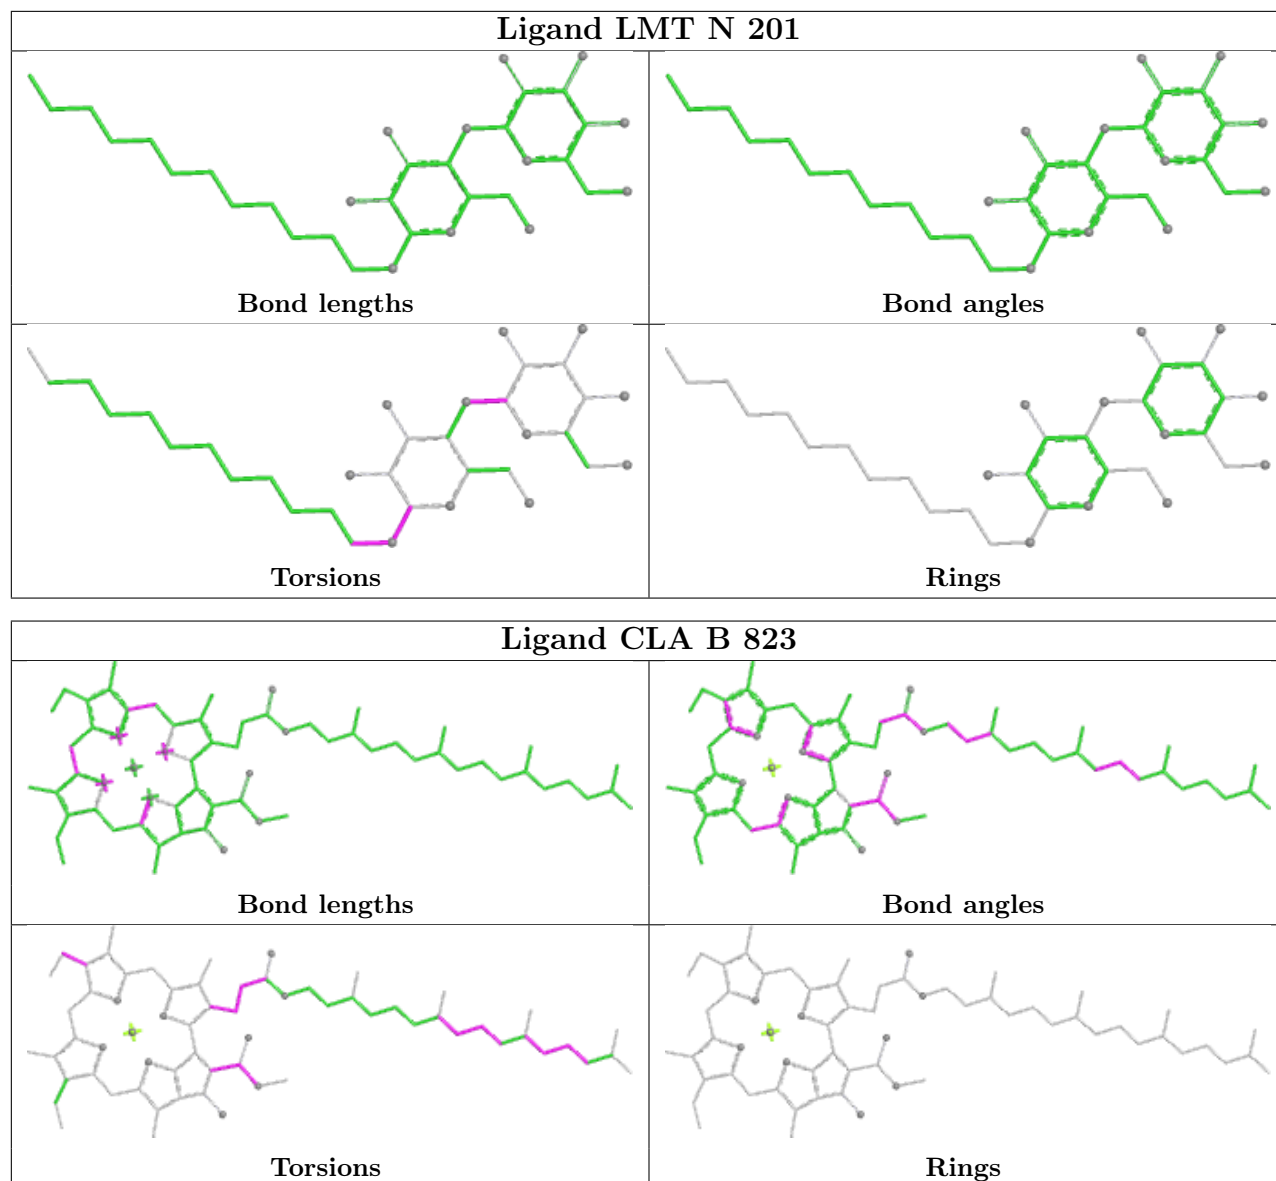 Ligand LMT N 201
Bond lengths
Bond angles
Torsions
Rings
Ligand CLA B 823
Bond lengths
Bond angles
Torsions
Rings